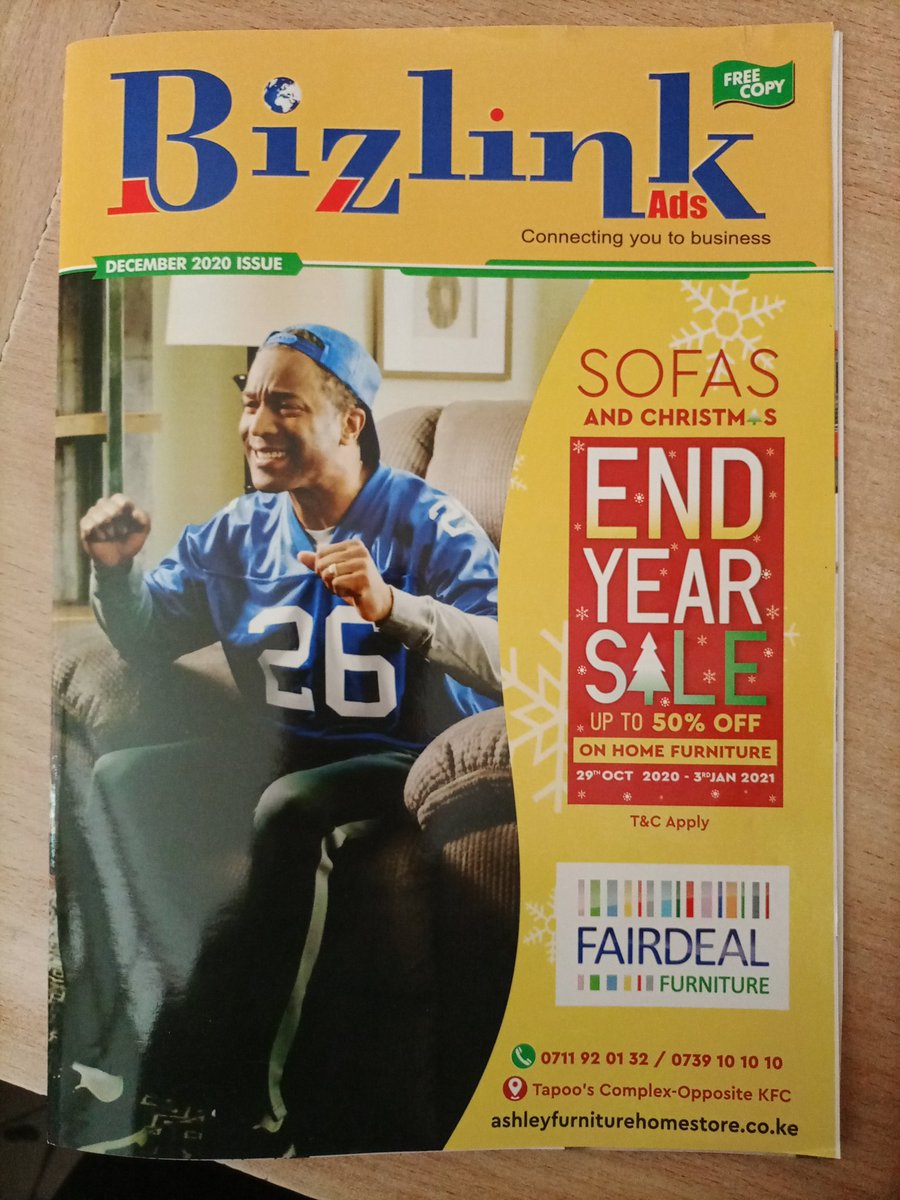 Bizlink
FREE
COPY
Ads
Connecting you to business
DECEMBER 2020 ISSUE
SOFAS
AND CHRISTMAS
END
YEAR
SALE
UP TO 50% OFF
ON HOME FURNITURE
29TH OCT 2020 - 3RD JAN 2021
T&C Apply
26
2
FAIRDEAL
FURNITURE
0711 92 01 32 / 0739 10 10 10
Tapoo's Complex-Opposite KFC
ashleyfurniturehomestore.co.ke